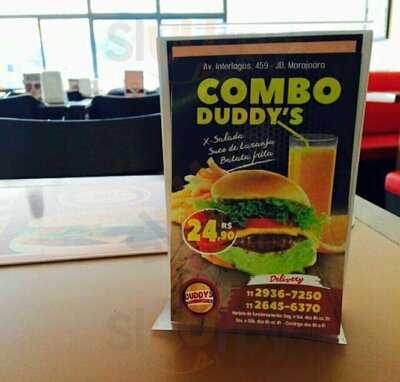 Av. Interlagos, 459 - JD. Marajoara
COMBO
DUDDY'S
X-Salada
Suco de Laranja
Batata frita
R$
24,90
Delivery
11 2936-7250
11 2645-6370
DUDDY'S